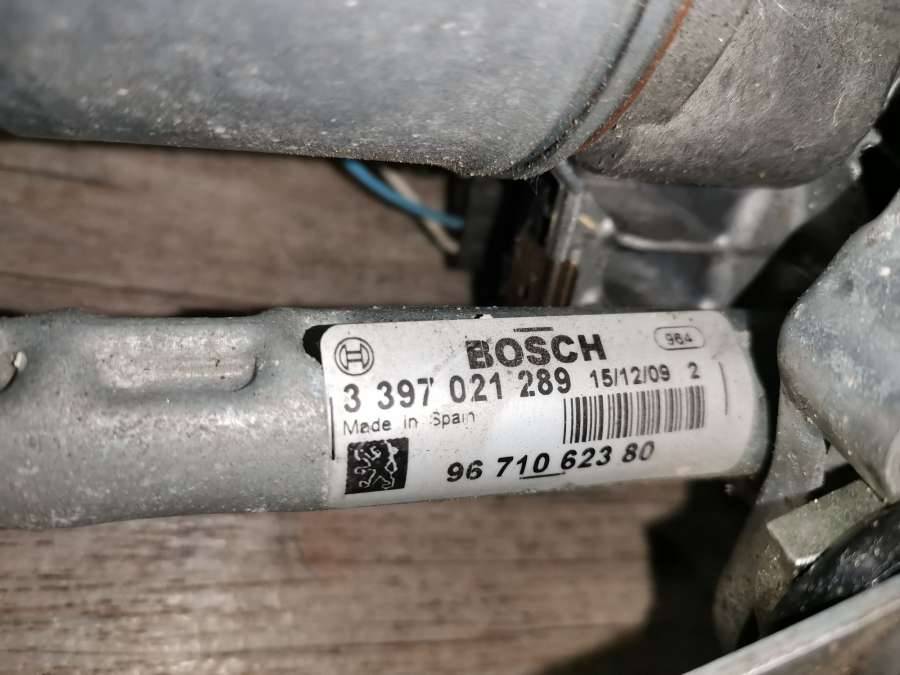 BOSCH 964
3 397 021 289 15/12/09 2
Made in Spain
96 710 623 80